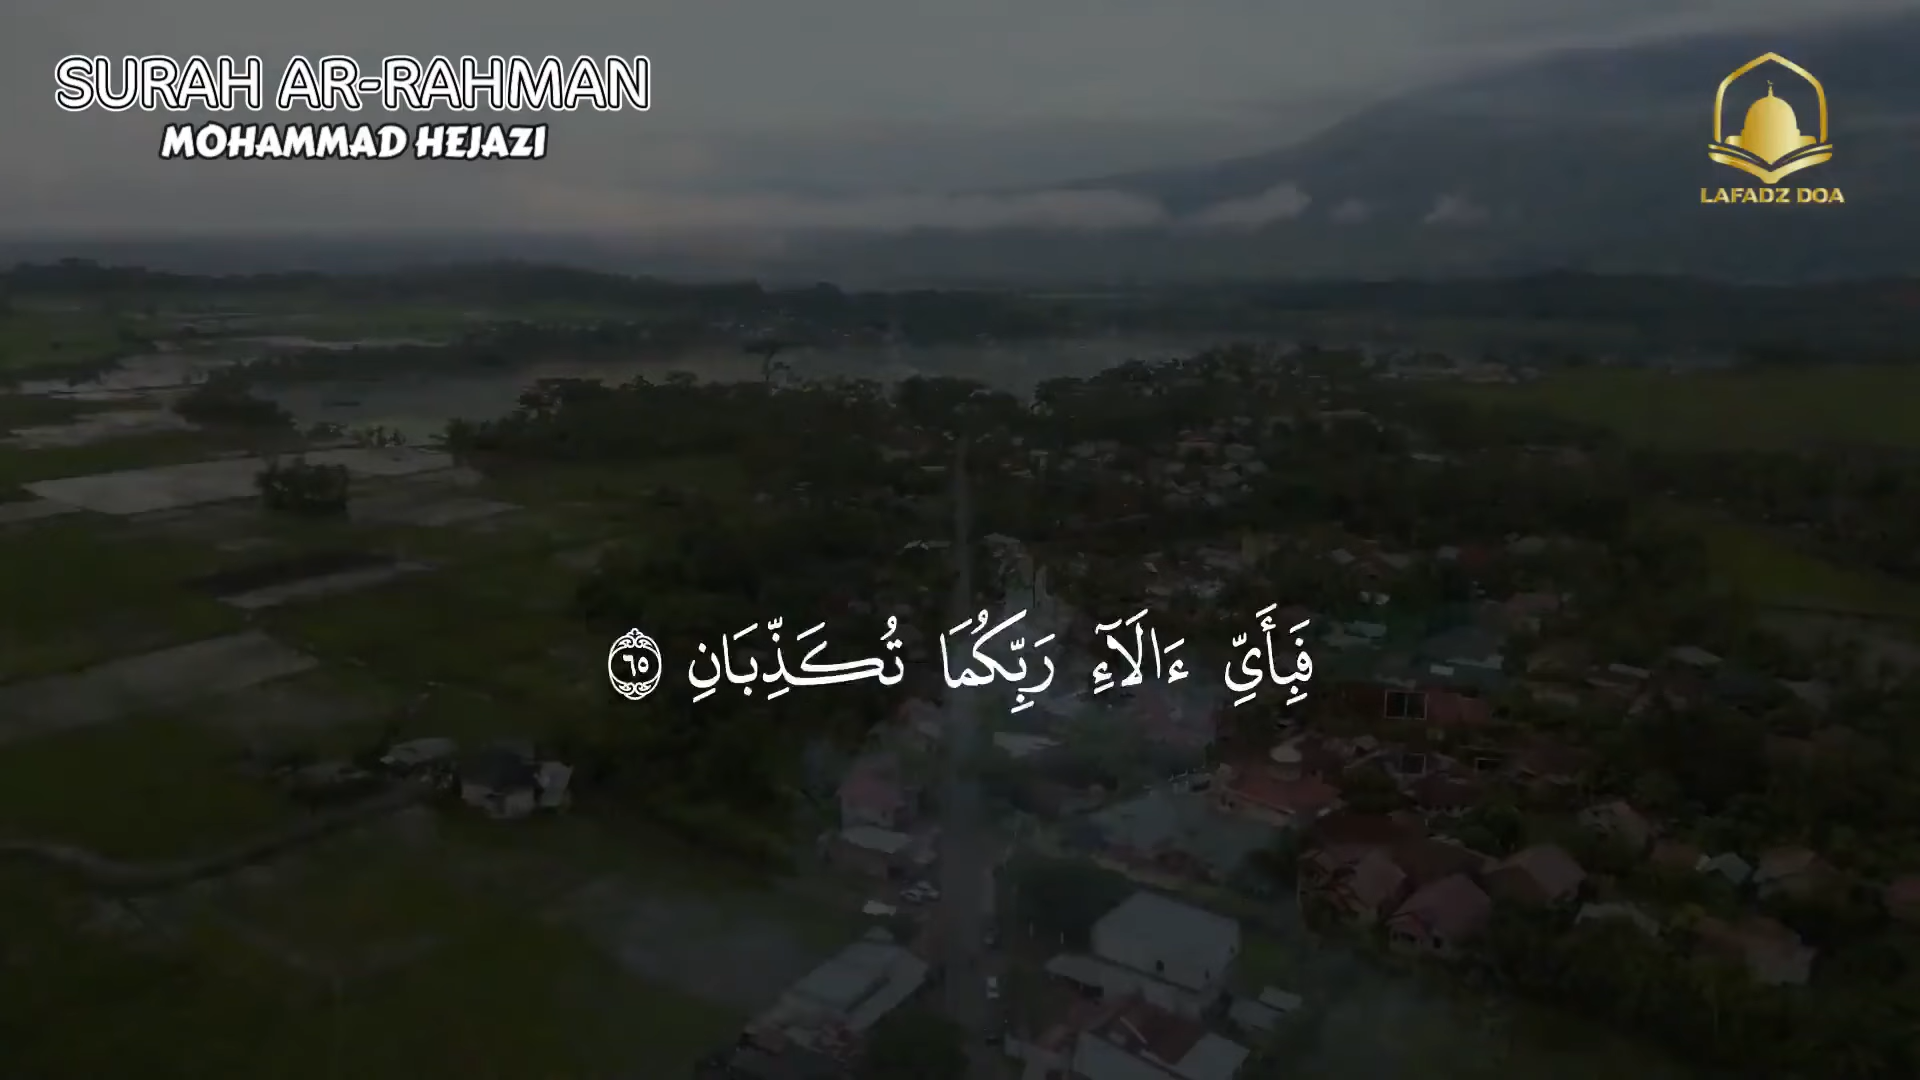 SURAH AR-RAHMAN
MOHAMMAD HEJAZI
LAFADZ DOA
فَبِأَيِّ ءَالَآءِ رَبِّكُمَا تُكَذِّبَانِ ٦٥